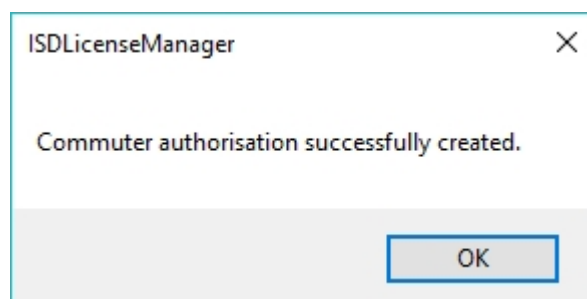 ISDLicenseManager
Commuter authorisation successfully created.
OK